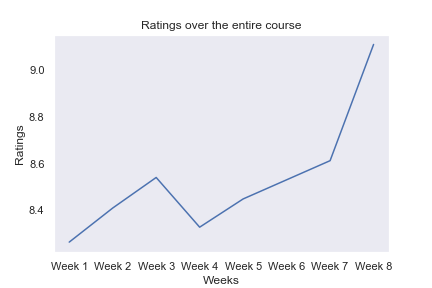 Ratings over the entire course
9.0
8.8
8.6
8.4
Ratings
Week 1 Week 2 Week 3 Week 4 Week 5 Week 6 Week 7 Week 8
Weeks